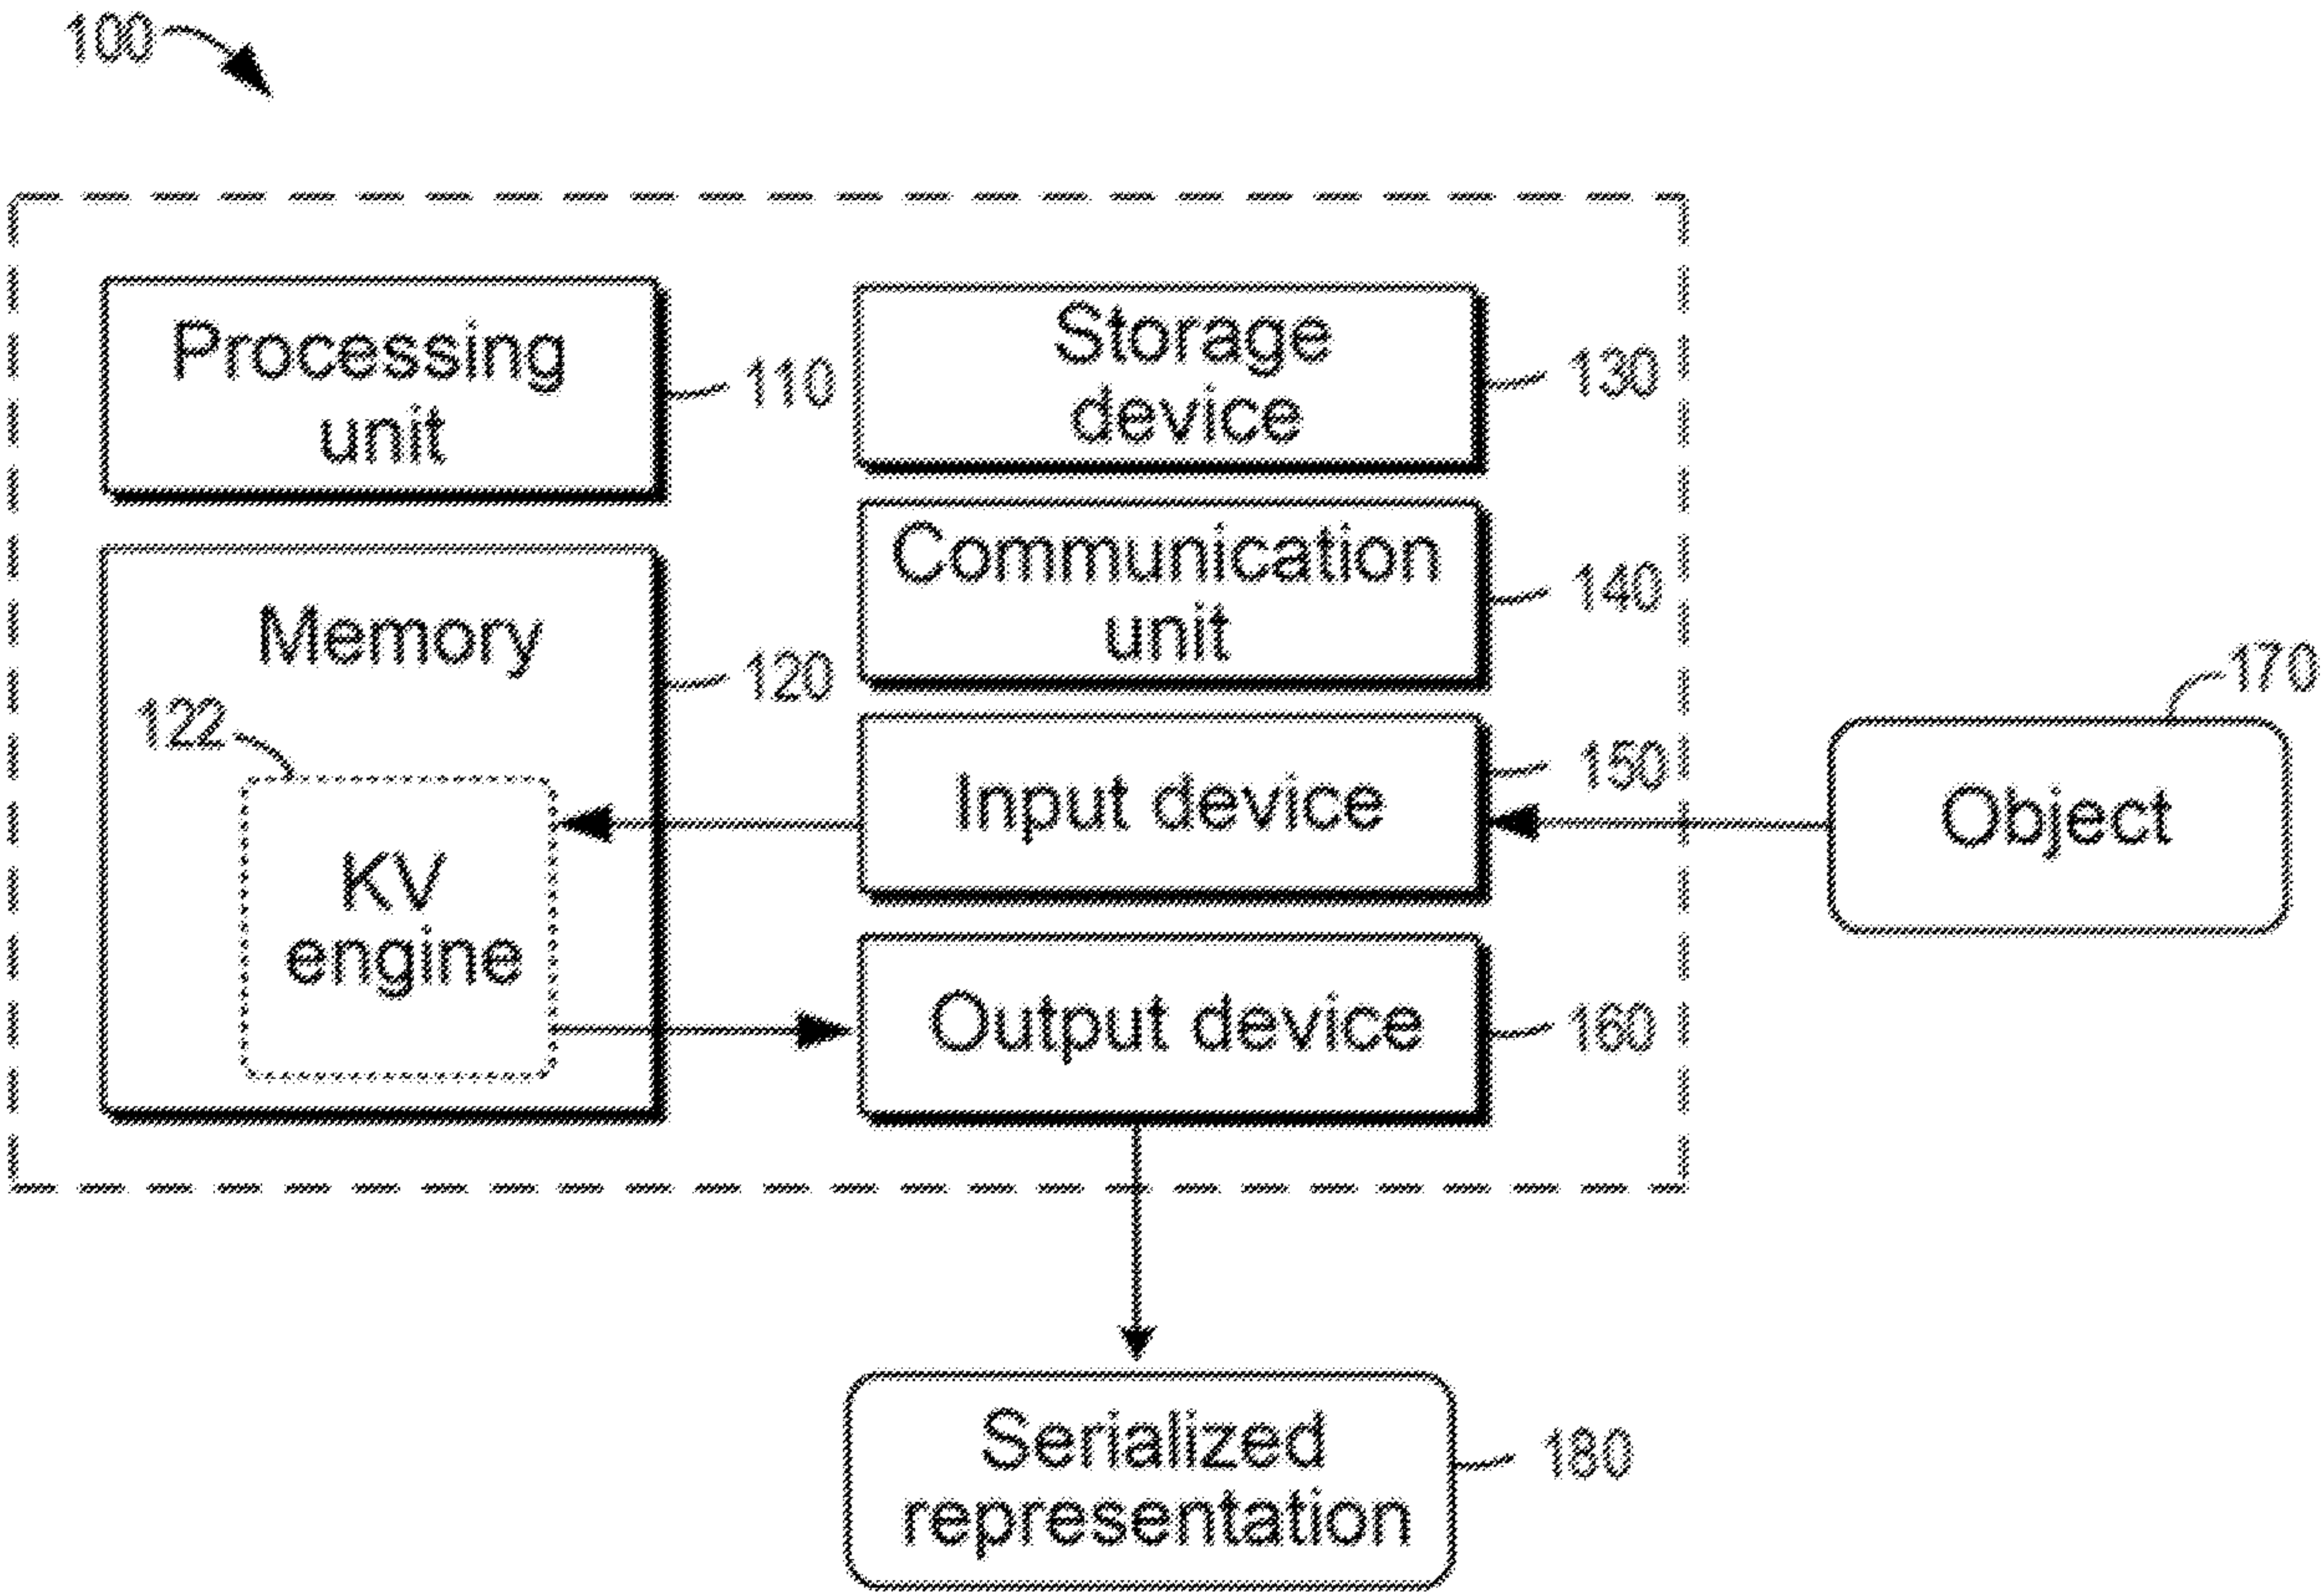 100
Processing
unit
110
Storage
device
130
Communication
unit
140
Memory
120
122
KV
engine
Input device
150
170
Object
Output device
160
Serialized
representation
180